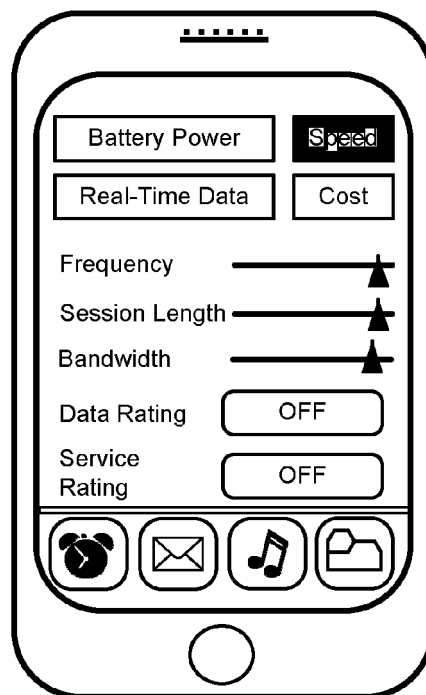 Battery Power Speed
Real-Time Data Cost
Frequency
Session Length
Bandwidth
Data Rating OFF
Service
Rating OFF